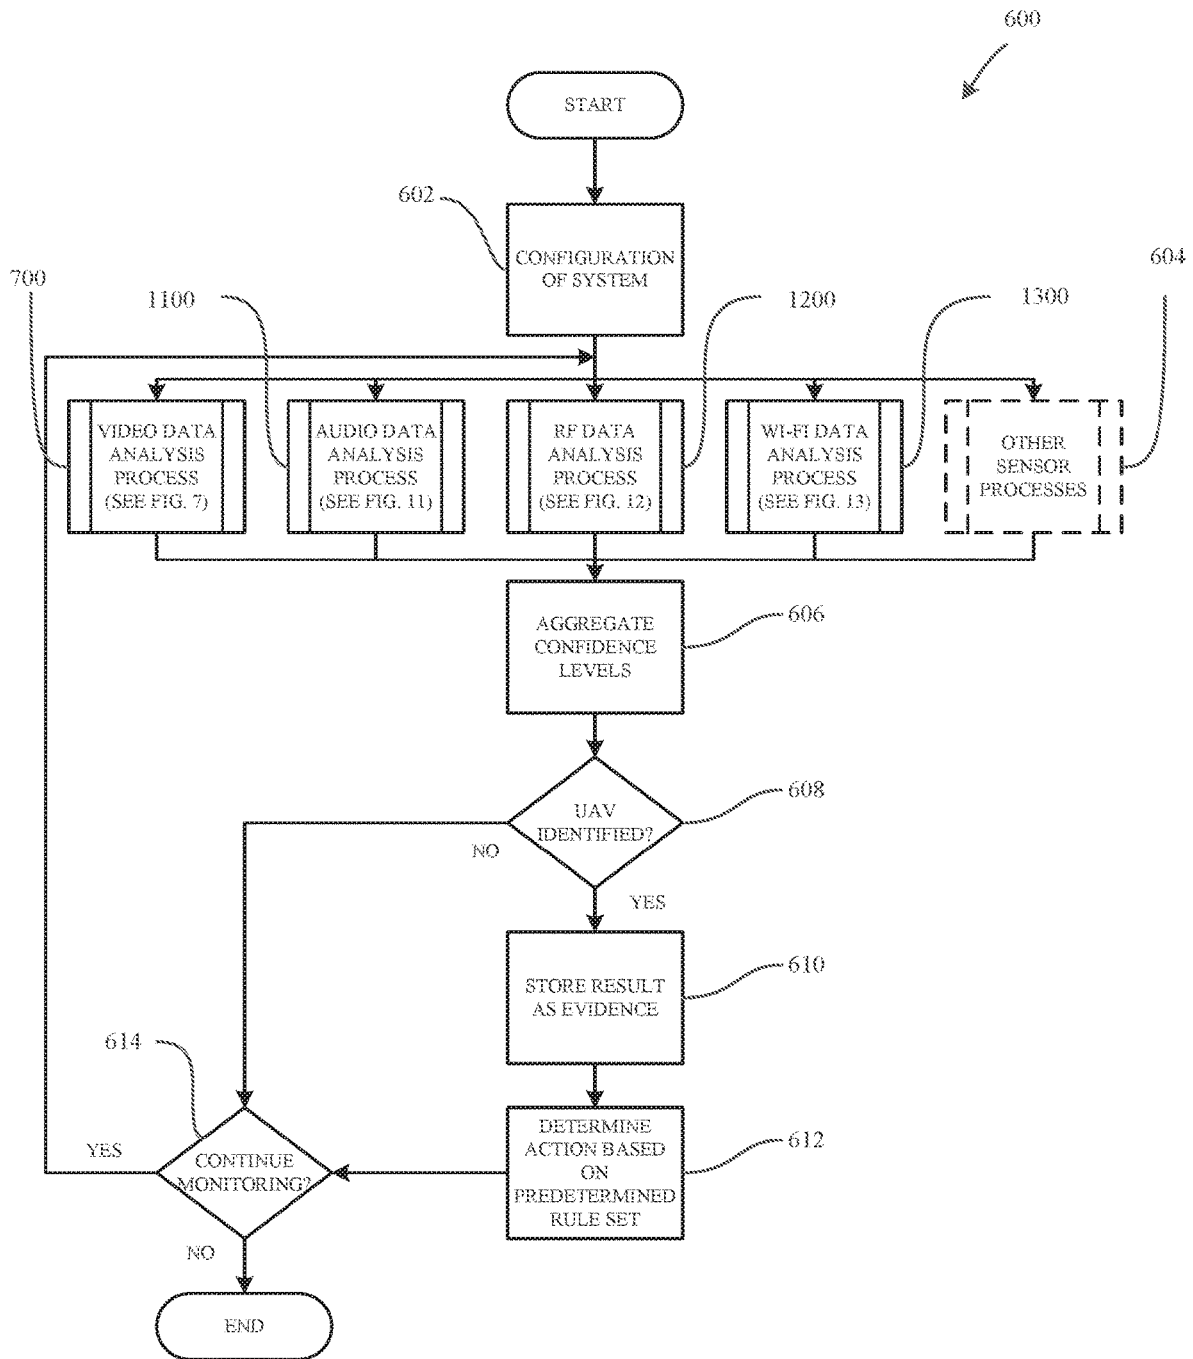 600
START
602
CONFIGURATION
OF SYSTEM
700
1100
1200
1300
604
VIDEO DATA
ANALYSIS
PROCESS
(SEE FIG. 7)
AUDIO DATA
ANALYSIS
PROCESS
(SEE FIG. 11)
RF DATA
ANALYSIS
PROCESS
(SEE FIG. 12)
WI-FI DATA
ANALYSIS
PROCESS
(SEE FIG. 13)
OTHER
SENSOR
PROCESSES
AGGREGATE
CONFIDENCE
LEVELS
606
UAV
IDENTIFIED?
608
NO
YES
STORE RESULT
AS EVIDENCE
610
614
DETERMINE
ACTION BASED
ON
PREDETERMINED
RULE SET
612
YES
CONTINUE
MONITORING?
NO
END